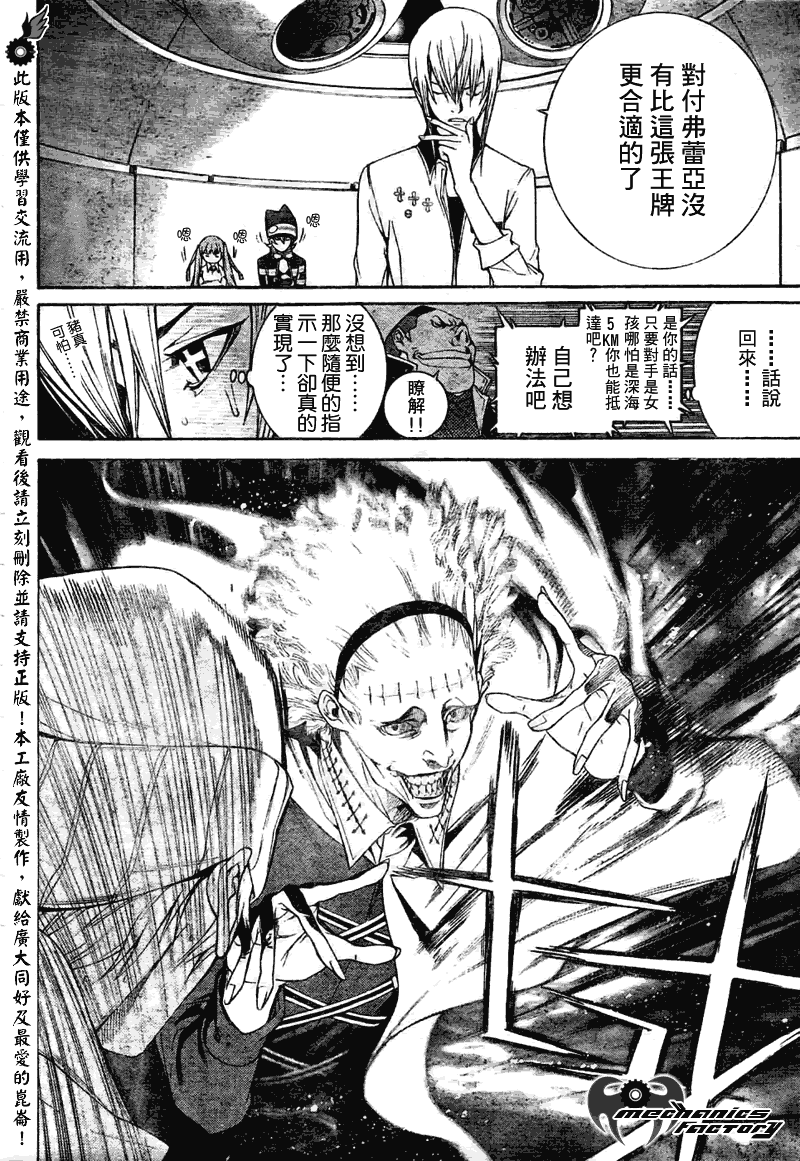 對付弗蕾亞沒
有比這張王牌
更合適的了
嗯
嗯
嗯
……話說
回來……
是你的話……
只要對手是女
孩哪怕是深海
5KM你也能抵
達吧？
自己想
辦法吧
瞭解!!
沒想到……
那麼隨便的指
示一下卻真的
實現了…
豬真
可怕…
此版本僅供學習交流用，嚴禁商業用途，觀看後請立刻刪除並請支持正版！本工廠友情製作，獻給廣大同好及最愛的崑崙！
mechanics
factory